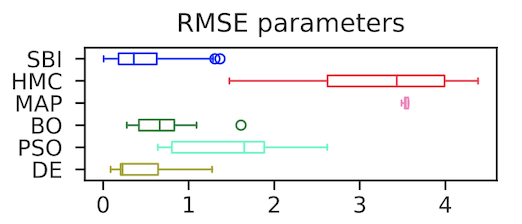 RMSE parameters
SBI
HMC
MAP
BO
PSO
DE
0 1 2 3 4